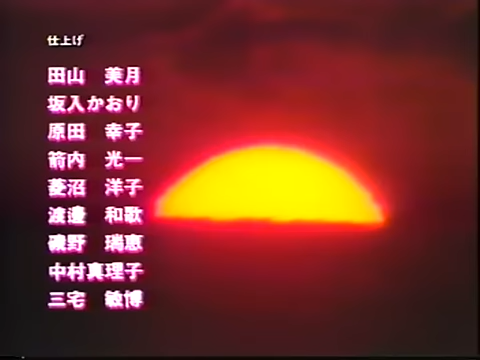 仕上げ
田山　美月
坂入かおり
原田　幸子
箭内　光一
菱沼　洋子
渡邉　和歌
磯野　瑞恵
中村真理子
三宅　敏博